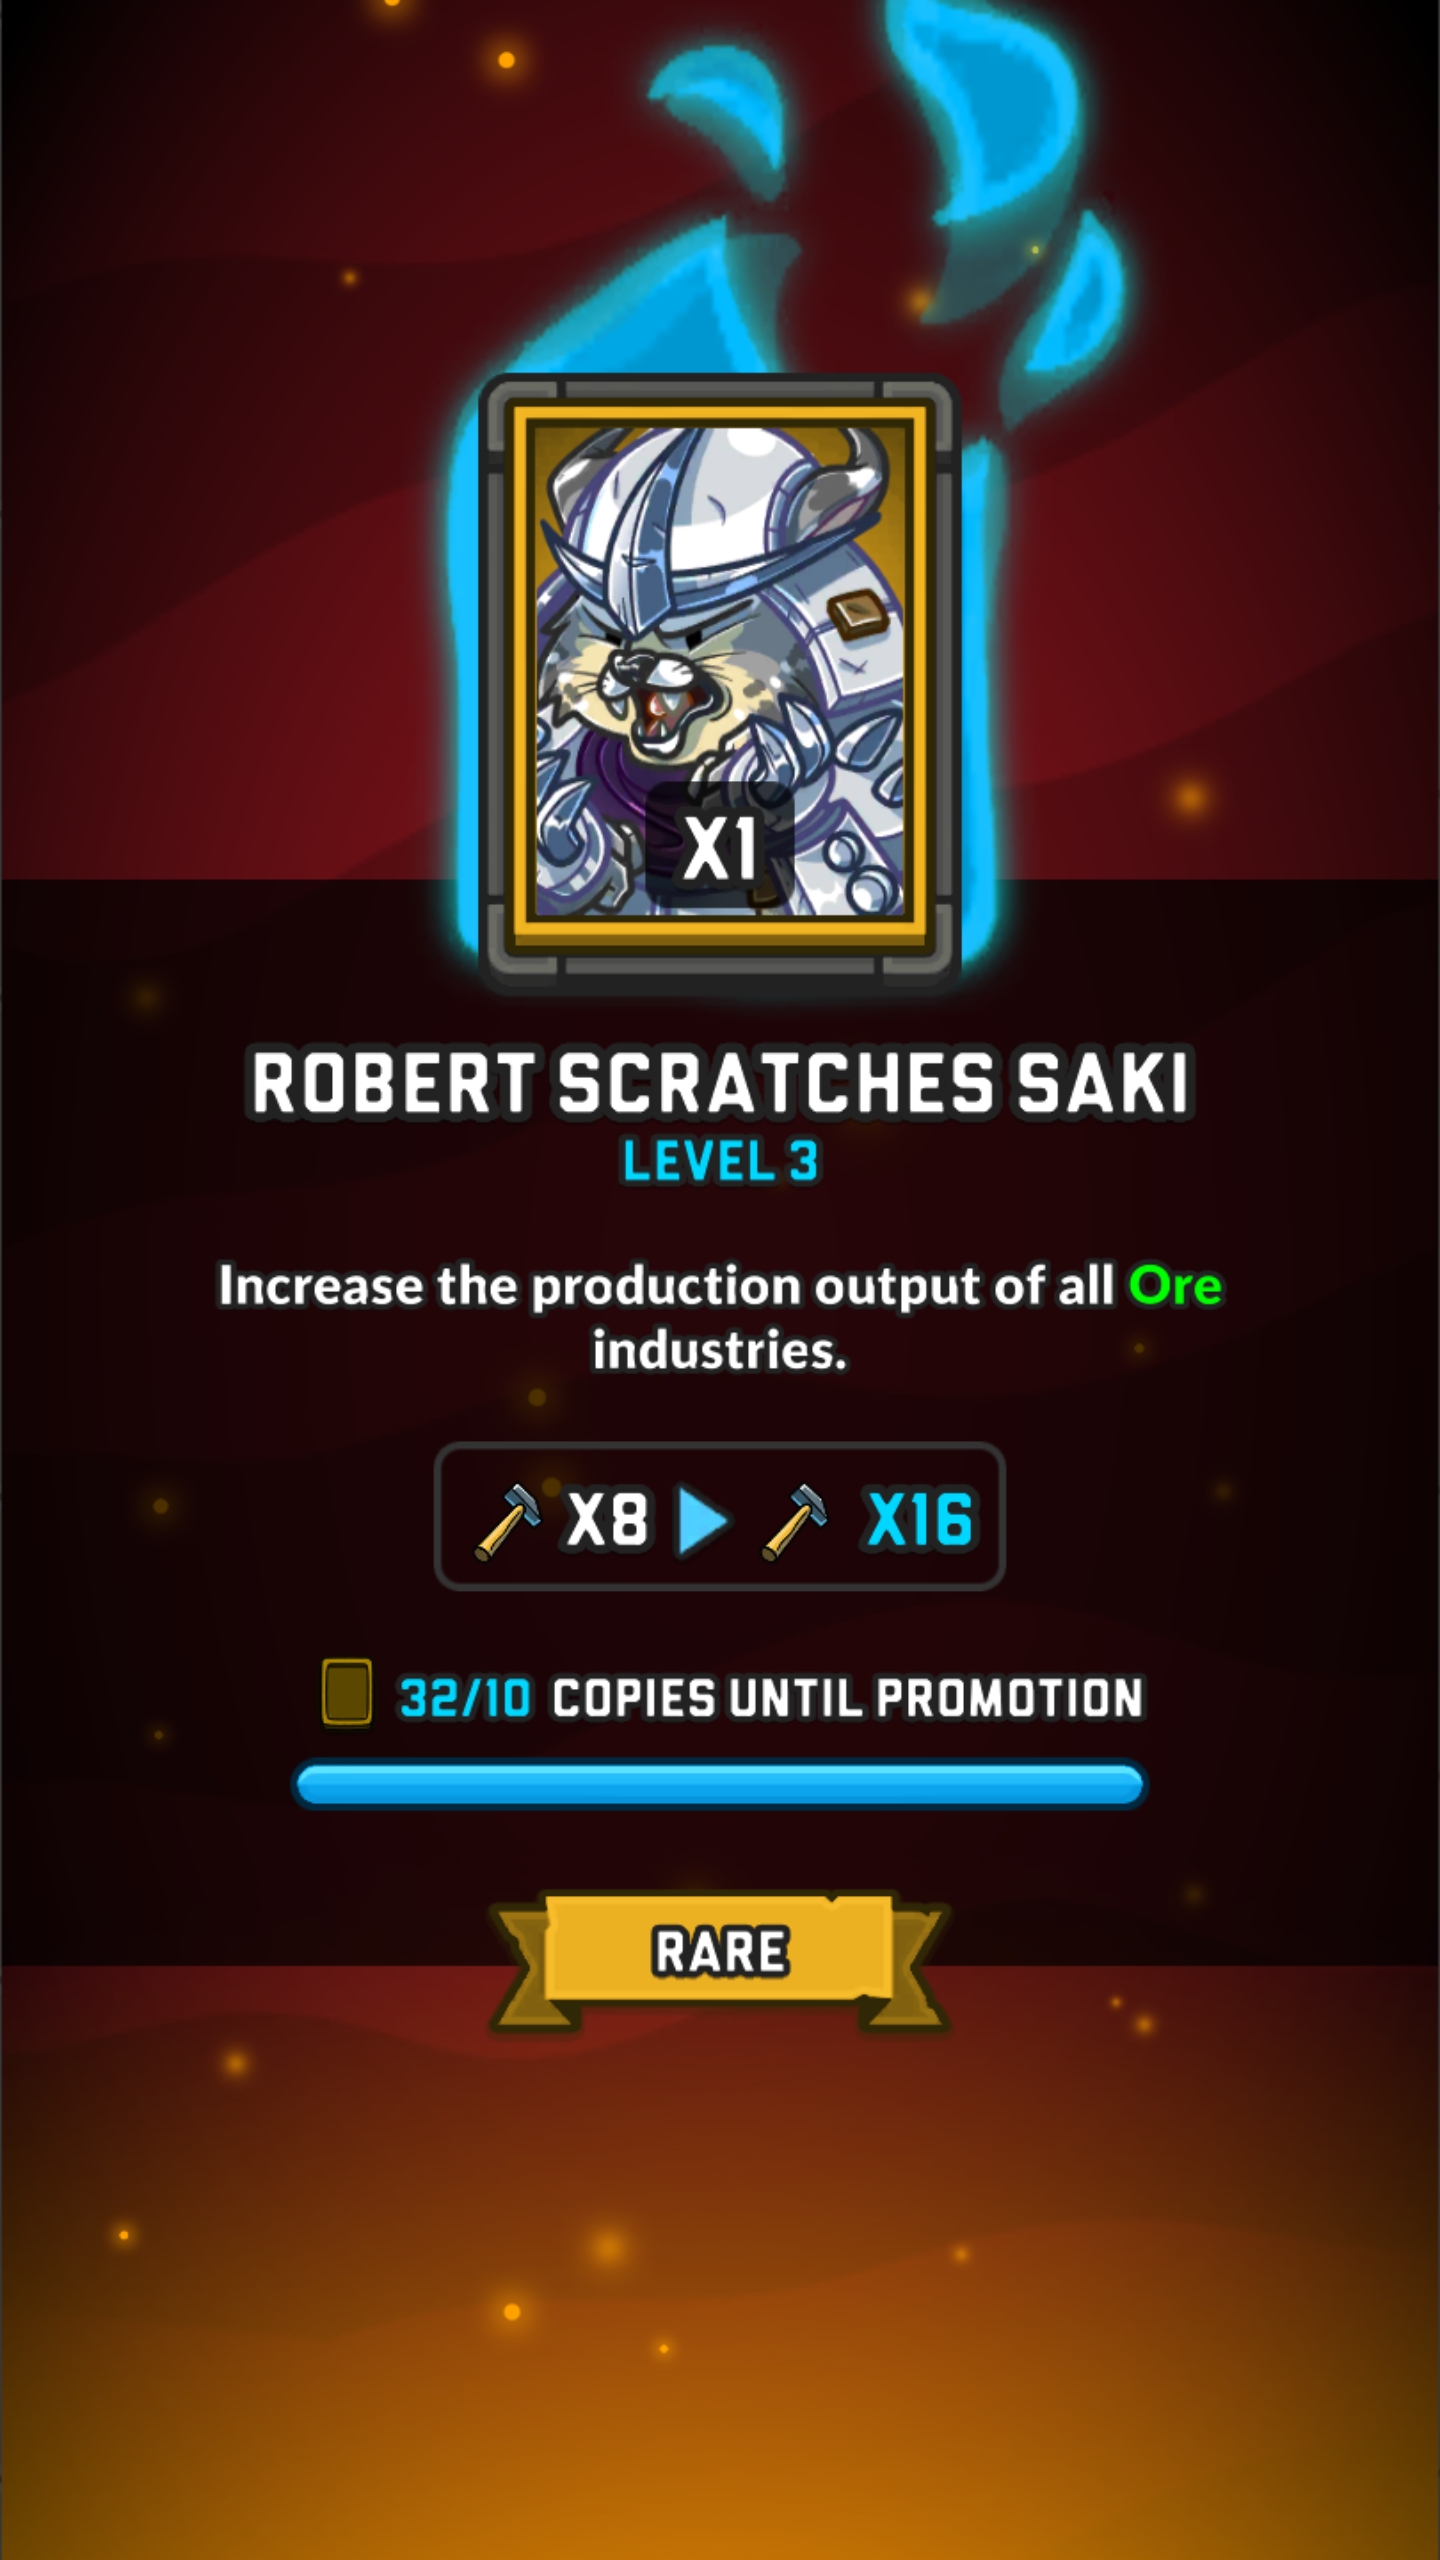 X1
ROBERT SCRATCHES SAKI
LEVEL 3
Increase the production output of all Ore
industries.
X8 X16
32/10 COPIES UNTIL PROMOTION
RARE